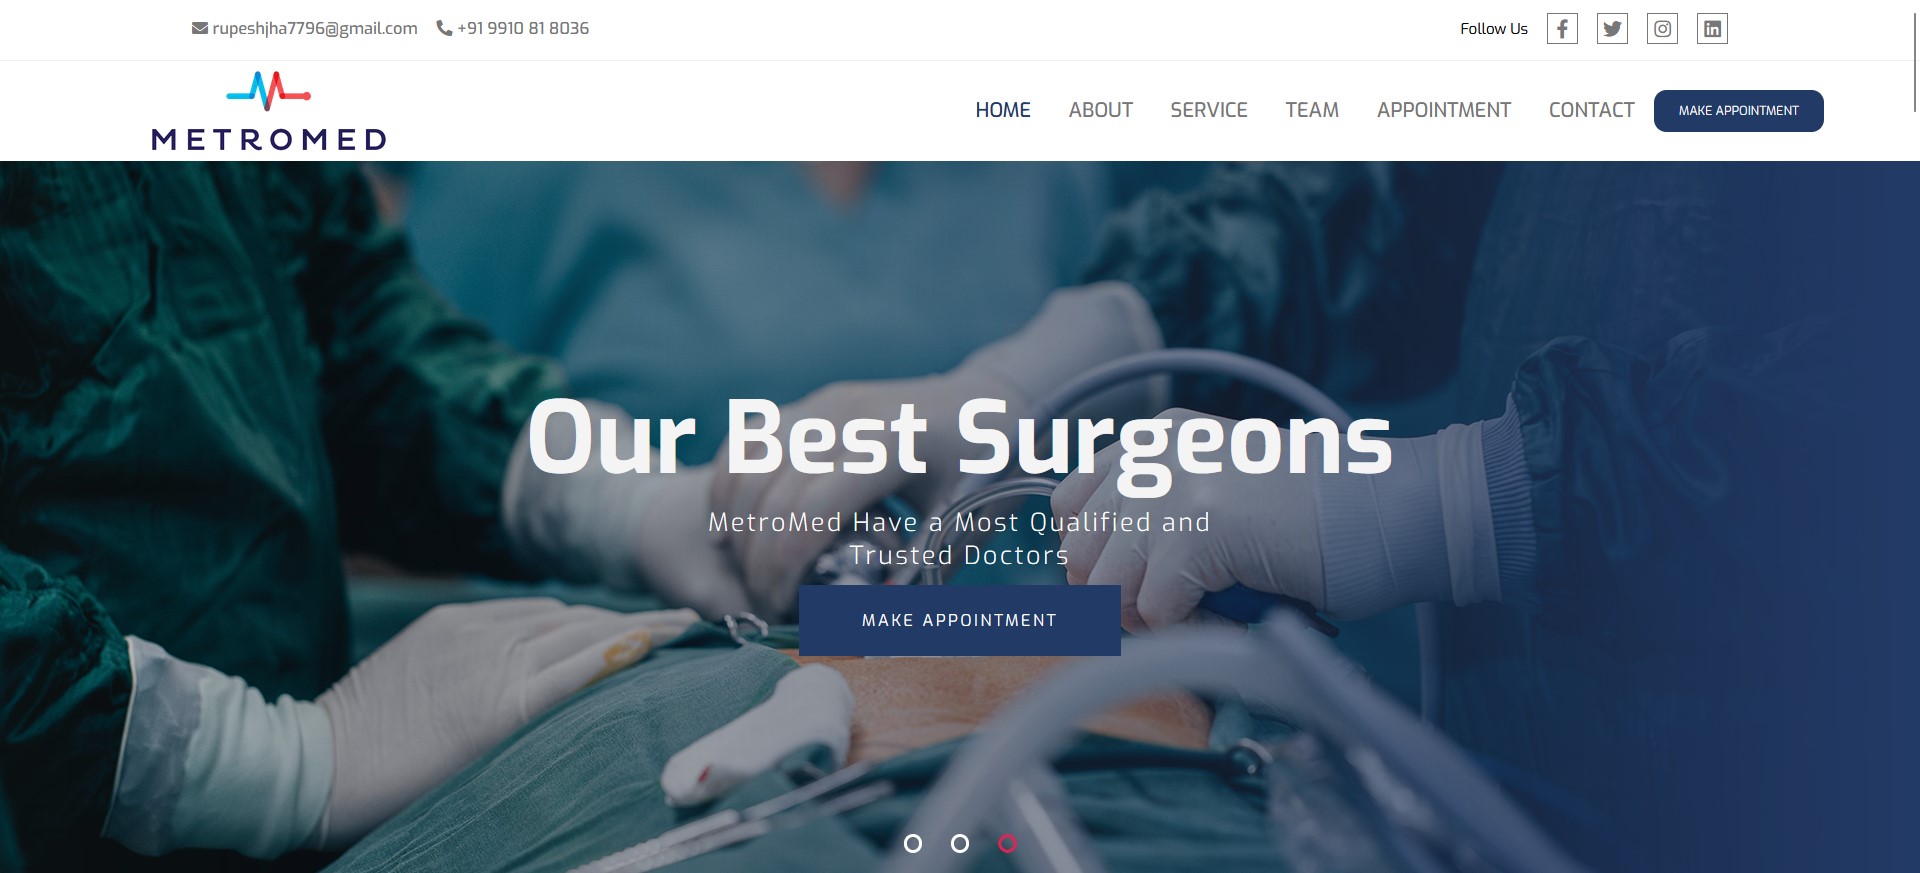 rupeshjha7796@gmail.com +91 9910 81 8036 Follow Us
METROMED
HOME ABOUT SERVICE TEAM APPOINTMENT CONTACT MAKE APPOINTMENT
Our Best Surgeons
MetroMed Have a Most Qualified and
Trusted Doctors
MAKE APPOINTMENT